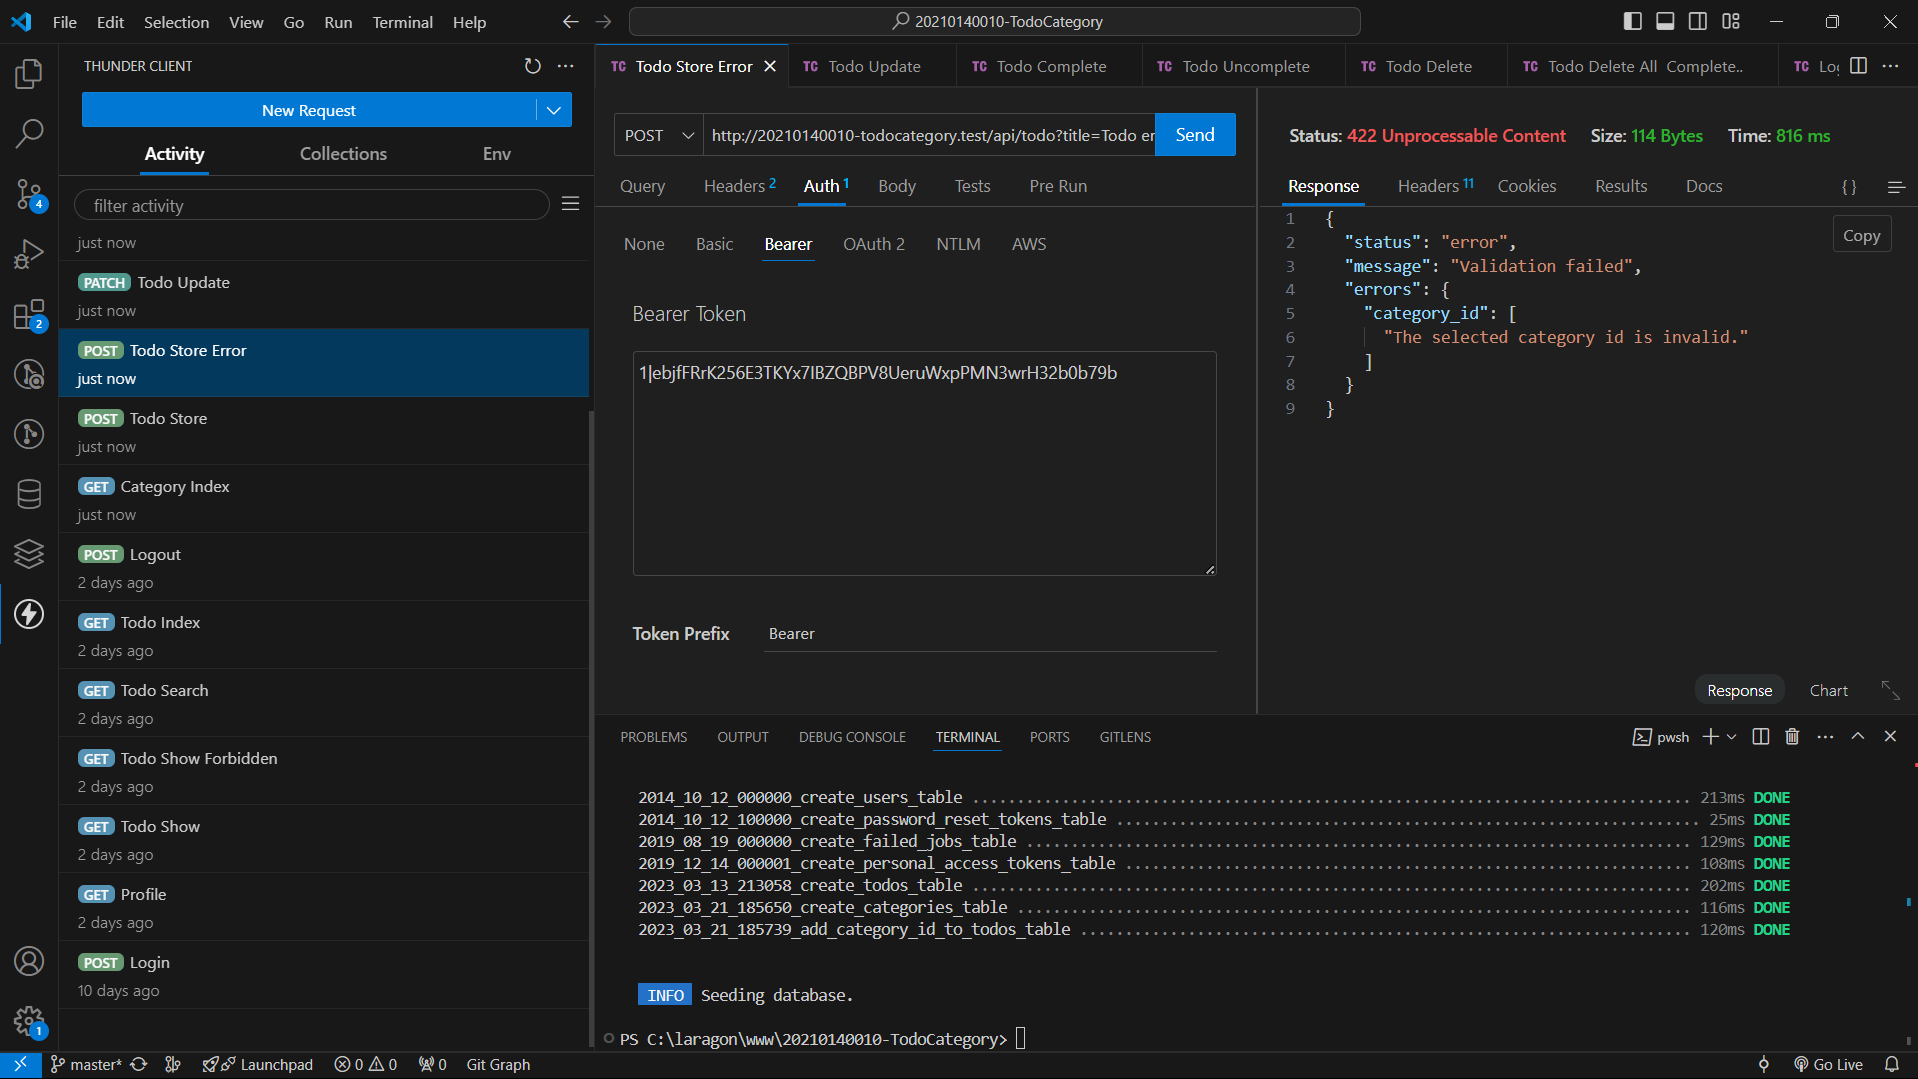 File Edit Selection View Go Run Terminal Help
20210140010-TodoCategory
THUNDER CLIENT
New Request
Activity Collections Env
filter activity
just now
PATCH Todo Update
just now
POST Todo Store Error
just now
POST Todo Store
just now
GET Category Index
just now
POST Logout
2 days ago
GET Todo Index
2 days ago
GET Todo Search
2 days ago
GET Todo Show Forbidden
2 days ago
GET Todo Show
2 days ago
GET Profile
2 days ago
POST Login
10 days ago
4
2
1
TC Todo Store Error TC Todo Update TC Todo Complete TC Todo Uncomplete TC Todo Delete TC Todo Delete All Complete.. TC Lo
POST http://20210140010-todocategory.test/api/todo?title=Todo er Send
Query Headers 2 Auth 1 Body Tests Pre Run
None Basic Bearer OAuth 2 NTLM AWS
Bearer Token
1|ebjfFRrK256E3TKYx7IBZQBPV8UeruWxpPMN3wrH32b0b79b
Token Prefix Bearer
Status: 422 Unprocessable Content Size: 114 Bytes Time: 816 ms
Response Headers 11 Cookies Results Docs { }
Copy
1 {
2 "status": "error",
3 "message": "Validation failed",
4 "errors": {
5 "category_id": [
6 "The selected category id is invalid."
7 ]
8 }
9 }
Response Chart
PROBLEMS OUTPUT DEBUG CONSOLE TERMINAL PORTS GITLENS pwsh
2014_10_12_000000_create_users_table ........ 213ms DONE
2014_10_12_100000_create_password_reset_tokens_table ........ 25ms DONE
2019_08_19_000000_create_failed_jobs_table ........ 129ms DONE
2019_12_14_000001_create_personal_access_tokens_table ........ 108ms DONE
2023_03_13_213058_create_todos_table ........ 202ms DONE
2023_03_21_185650_create_categories_table ........ 116ms DONE
2023_03_21_185739_add_category_id_to_todos_table ........ 120ms DONE
INFO Seeding database.
PS C:\laragon\www\20210140010-TodoCategory>
master* Launchpad 0 0 0 Git Graph Go Live